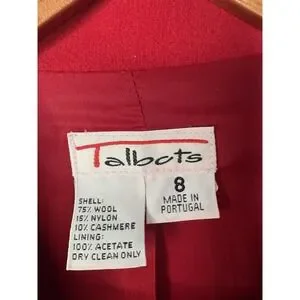 Talbots
8
MADE IN
PORTUGAL
SHELL:
75% WOOL
15% NYLON
10% CASHMERE
LINING:
100% ACETATE
DRY CLEAN ONLY